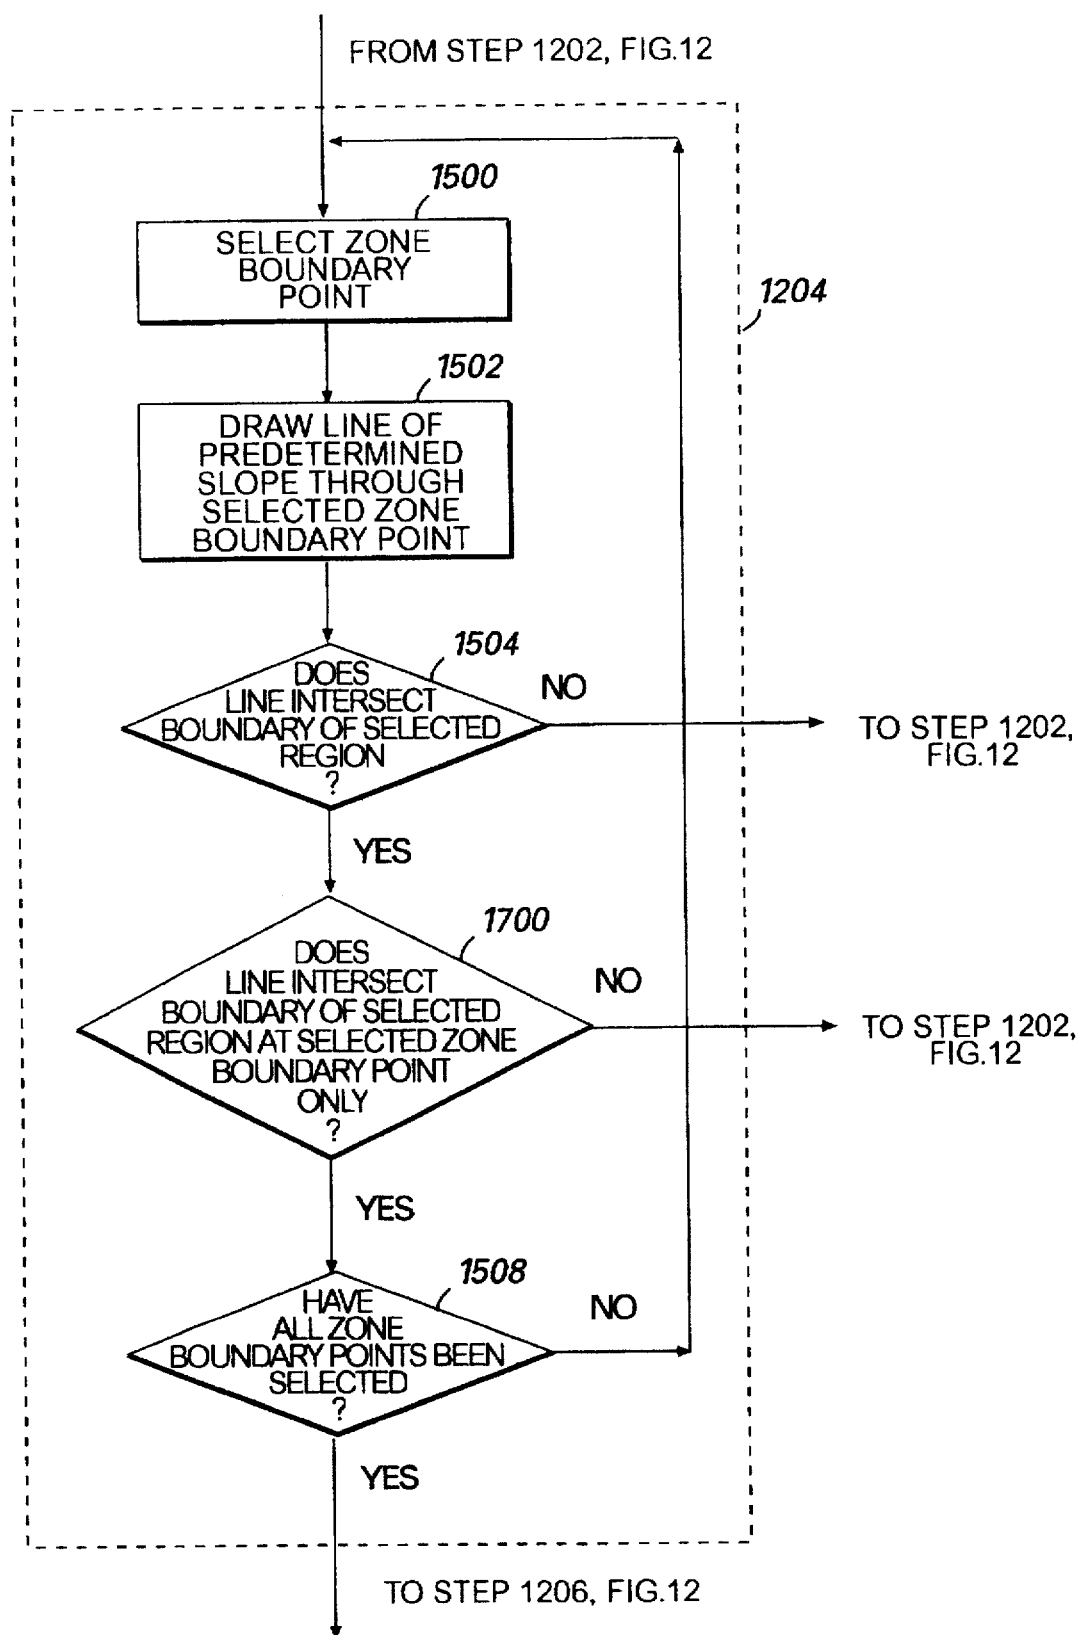 FROM STEP 1202, FIG.12
1500
SELECT ZONE
BOUNDARY
POINT
1204
1502
DRAW LINE OF
PREDETERMINED
SLOPE THROUGH
SELECTED ZONE
BOUNDARY POINT
1504
DOES
LINE INTERSECT
BOUNDARY OF SELECTED
REGION
?
NO
TO STEP 1202,
FIG.12
YES
1700
DOES
LINE INTERSECT
BOUNDARY OF SELECTED
REGION AT SELECTED ZONE
BOUNDARY POINT
ONLY
?
NO
TO STEP 1202,
FIG.12
YES
1508
HAVE
ALL ZONE
BOUNDARY POINTS BEEN
SELECTED
?
NO
YES
TO STEP 1206, FIG.12